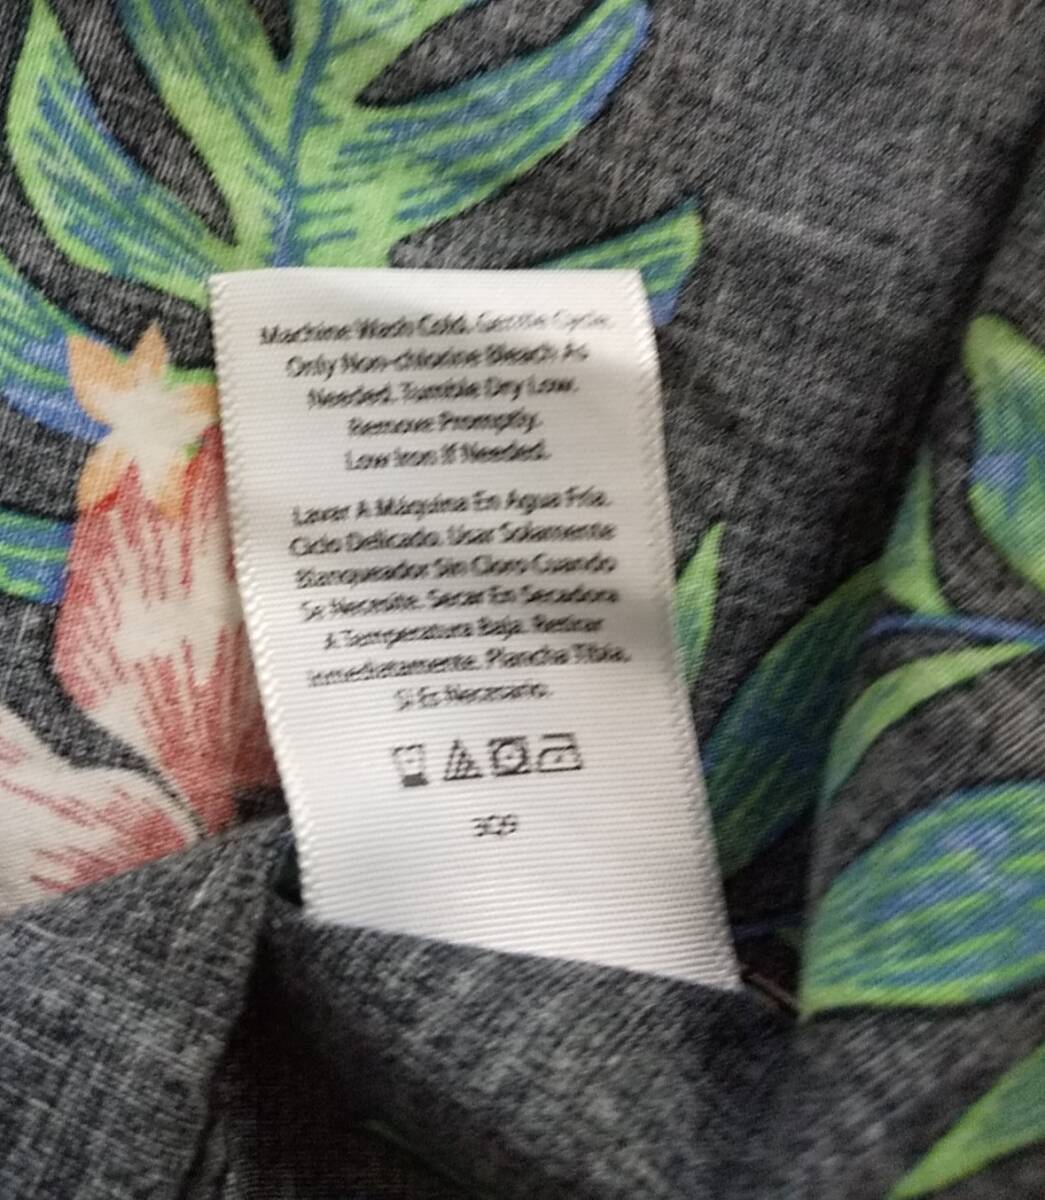 Machine Wash Cold, Gentle Cycle.
Only Non-chlorine Bleach As
Needed. Tumble Dry Low.
Remove Promptly.
Low Iron If Needed.
Lavar A Máquina En Agua Fría.
Ciclo Delicado. Usar Solamente
Blanqueador Sin Cloro Cuando
Se Necesite. Secar En Secadora
A Temperatura Baja. Retirar
Inmediatamente. Plancha Tibia,
Si Es Necesario.
3Q9